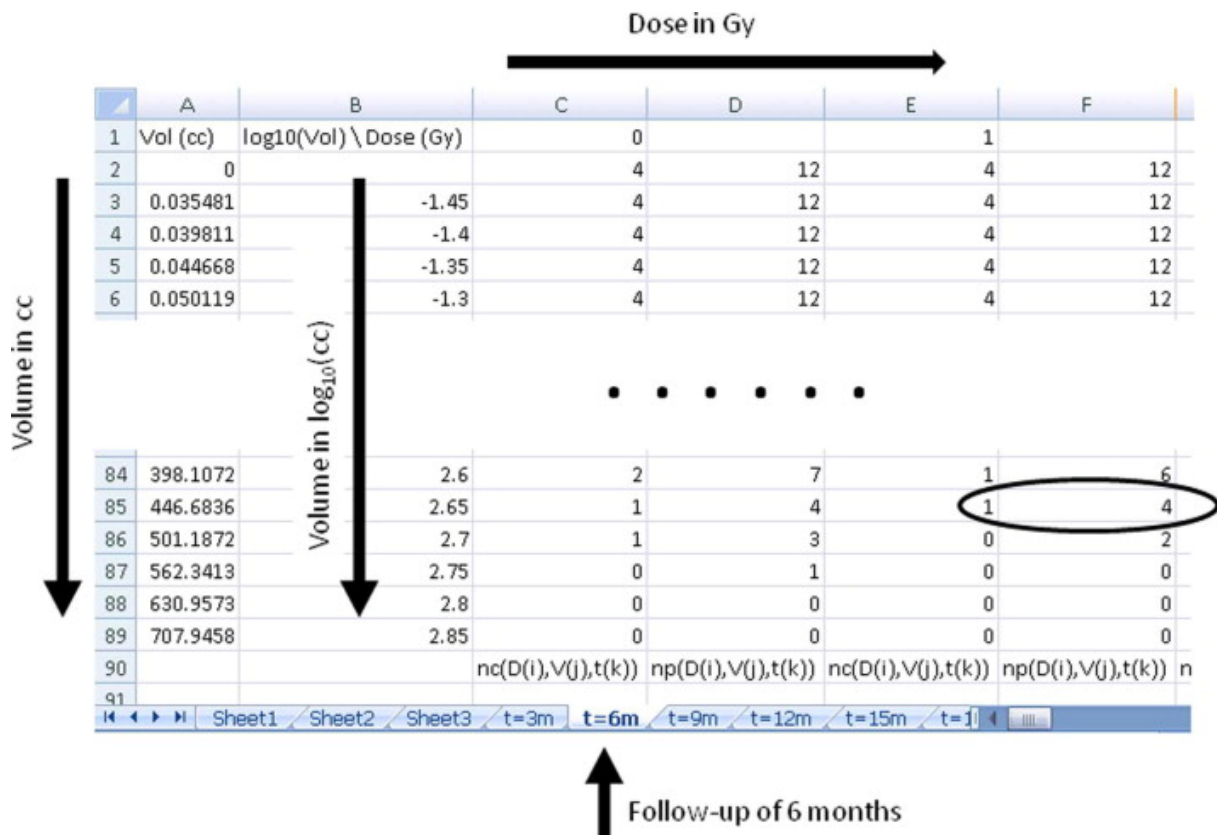 Dose in Gy
A B C D E F
1 Vol (cc) log10(Vol) \ Dose (Gy) 0 1
2 0 4 12 4 12
3 0.035481 -1.45 4 12 4 12
4 0.039811 -1.4 4 12 4 12
5 0.044668 -1.35 4 12 4 12
6 0.050119 -1.3 4 12 4 12
Volume in cc
Volume in log10(cc)
. . . . . .
84 398.1072 2.6 2 7 1 6
85 446.6836 2.65 1 4 1 4
86 501.1872 2.7 1 3 0 2
87 562.3413 2.75 0 1 0 0
88 630.9573 2.8 0 0 0 0
89 707.9458 2.85 0 0 0 0
90 nc(D(i),V(j),t(k)) np(D(i),V(j),t(k)) nc(D(i),V(j),t(k)) np(D(i),V(j),t(k)) n
91
Sheet1 Sheet2 Sheet3 t=3m t=6m t=9m t=12m t=15m t=1
Follow-up of 6 months